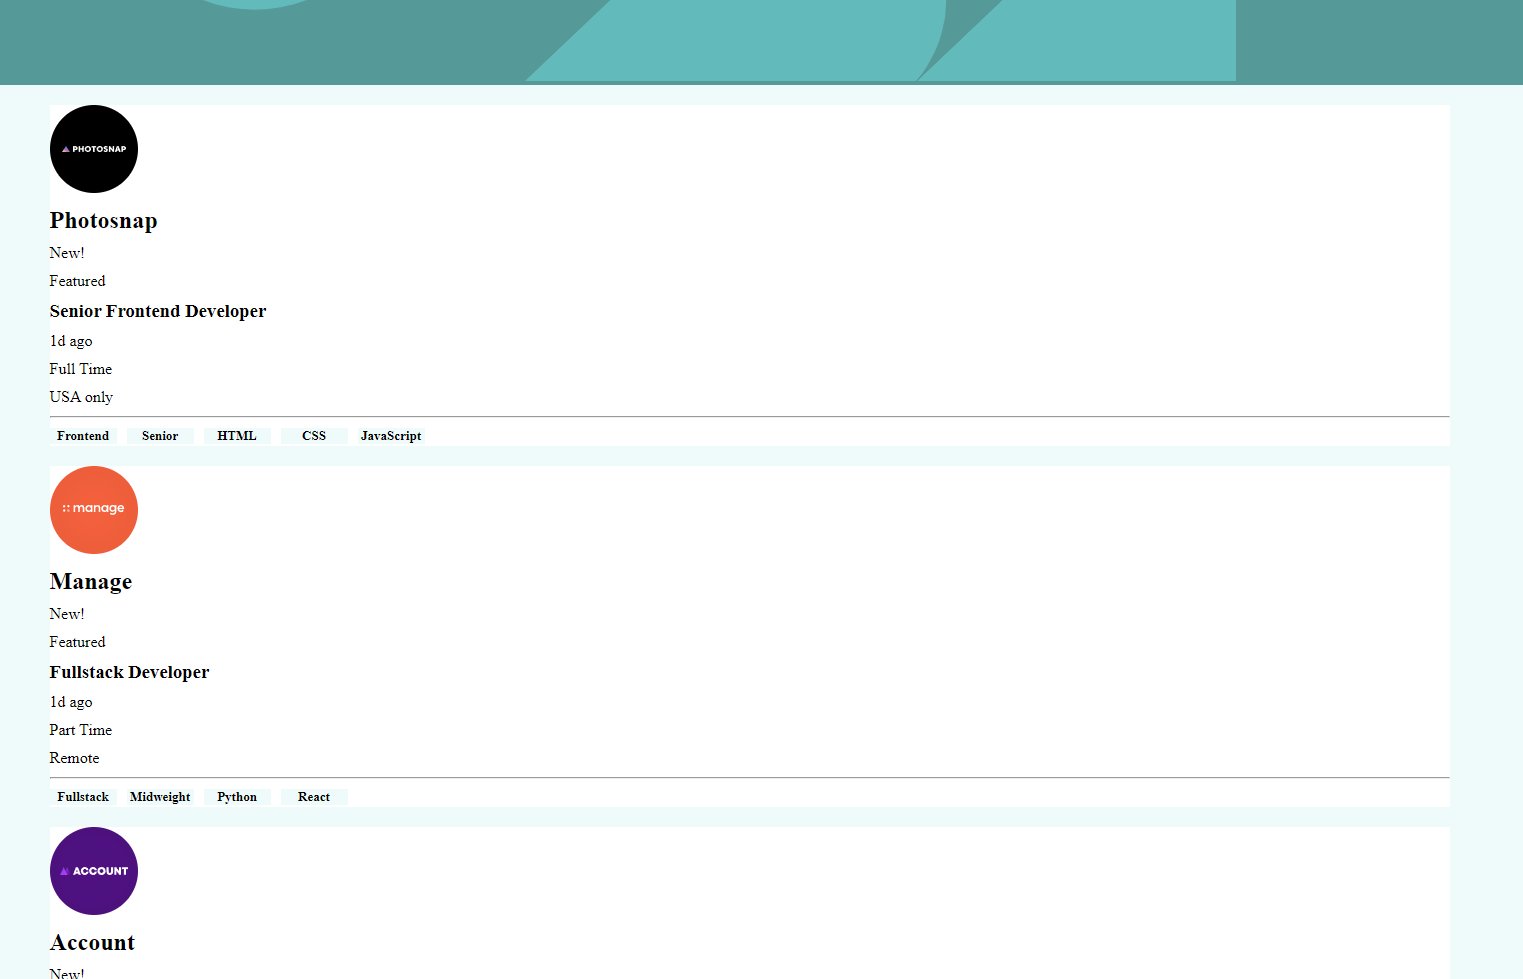 PHOTOSNAP
Photosnap
New!
Featured
Senior Frontend Developer
1d ago
Full Time
USA only
Frontend Senior HTML CSS JavaScript
manage
Manage
New!
Featured
Fullstack Developer
1d ago
Part Time
Remote
Fullstack Midweight Python React
ACCOUNT
Account
New!